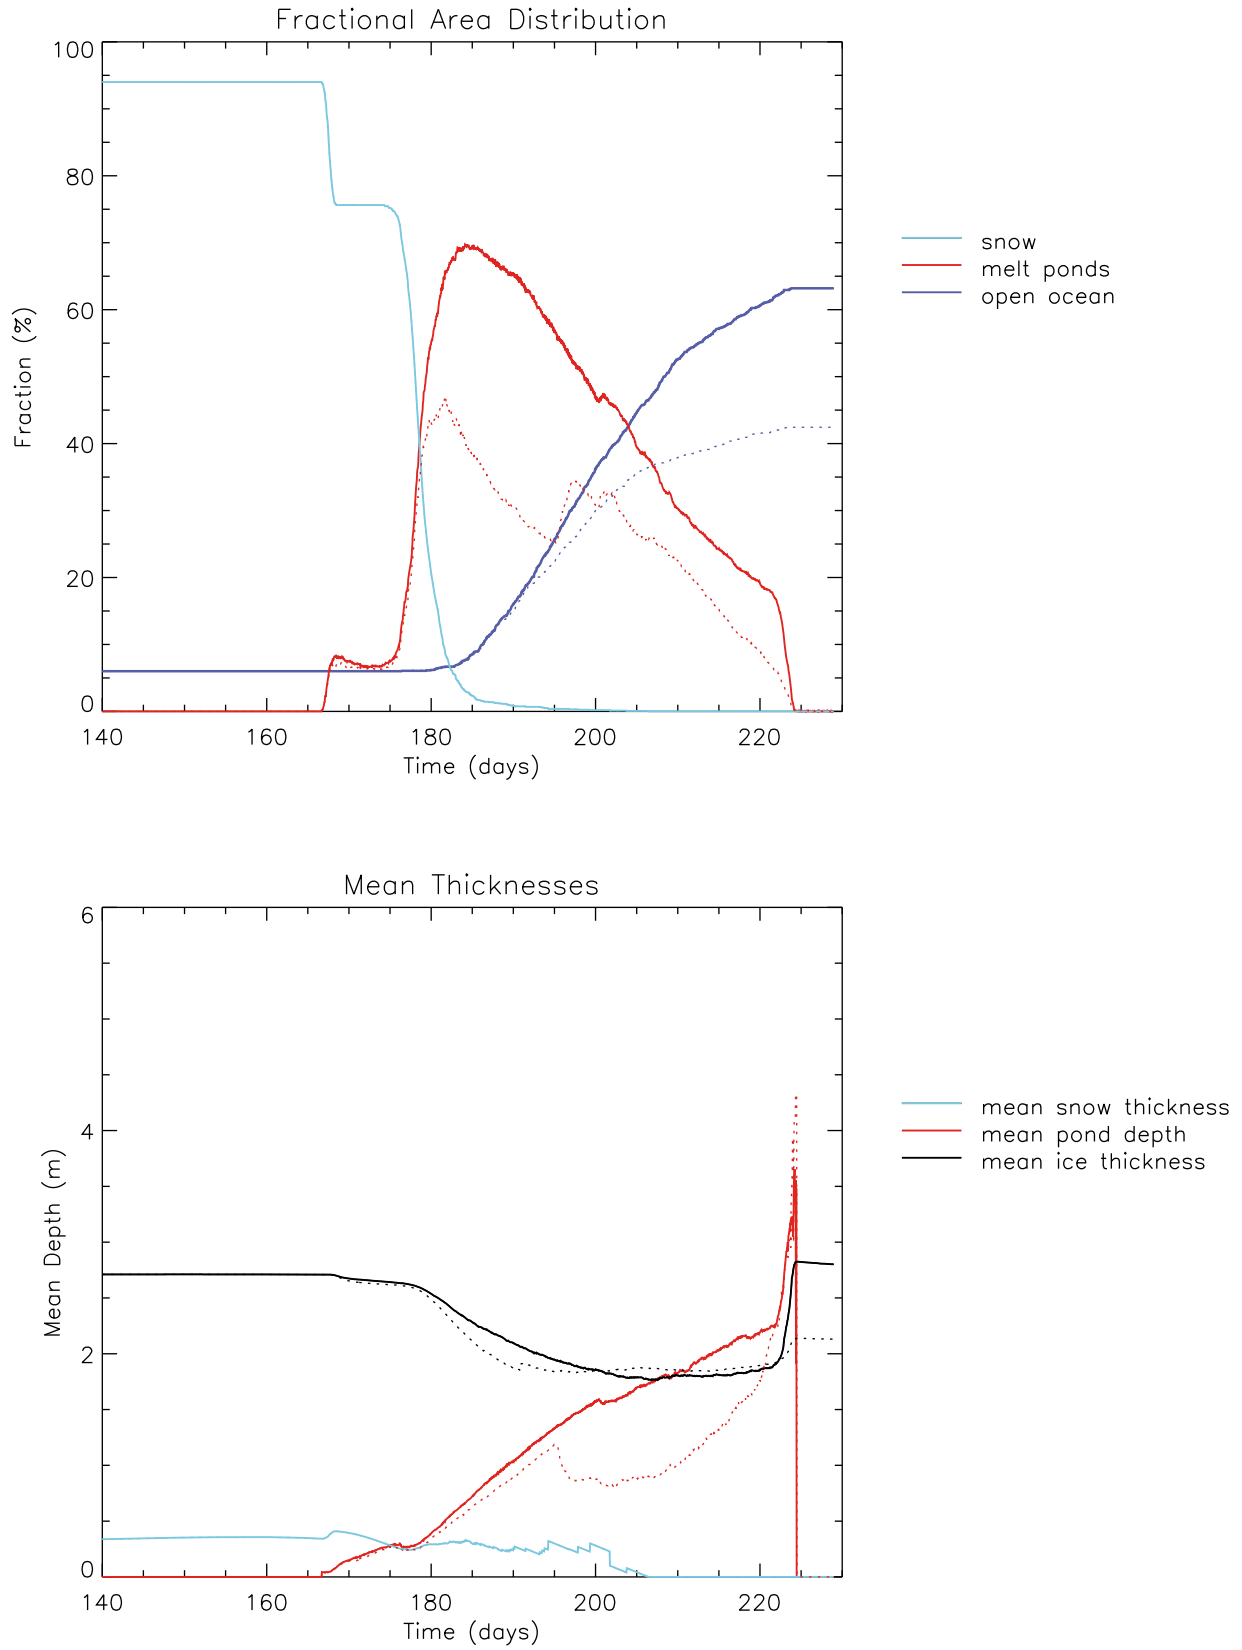 Fractional Area Distribution
100
80
60
40
20
0
Fraction (%)
140 160 180 200 220
Time (days)
snow
melt ponds
open ocean
Mean Thicknesses
6
4
2
0
Mean Depth (m)
140 160 180 200 220
Time (days)
mean snow thickness
mean pond depth
mean ice thickness